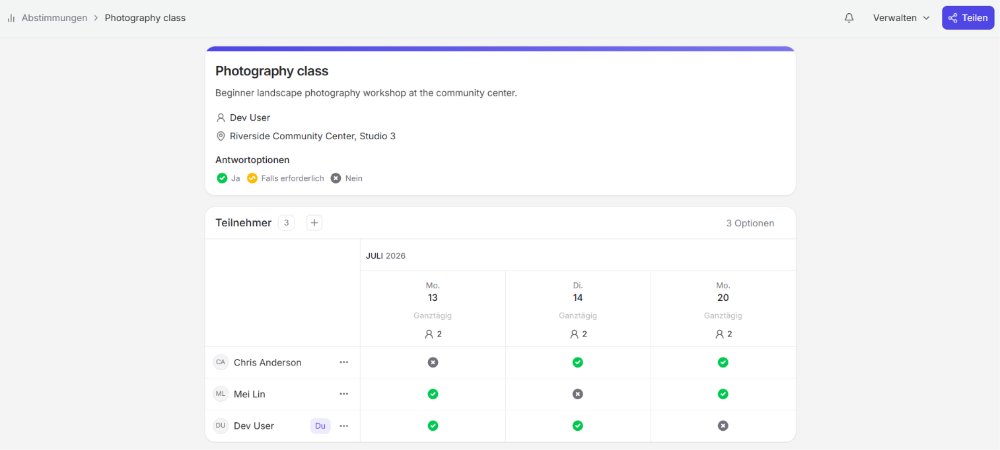 Abstimmungen > Photography class
Verwalten
Teilen
Photography class
Beginner landscape photography workshop at the community center.
Dev User
Riverside Community Center, Studio 3
Antwortoptionen
Ja Falls erforderlich Nein
Teilnehmer 3 +
3 Optionen
JULI 2026
Mo. Di. Mo.
13 14 20
Ganztägig Ganztägig Ganztägig
2 2 2
CA Chris Anderson
ML Mei Lin
DU Dev User Du